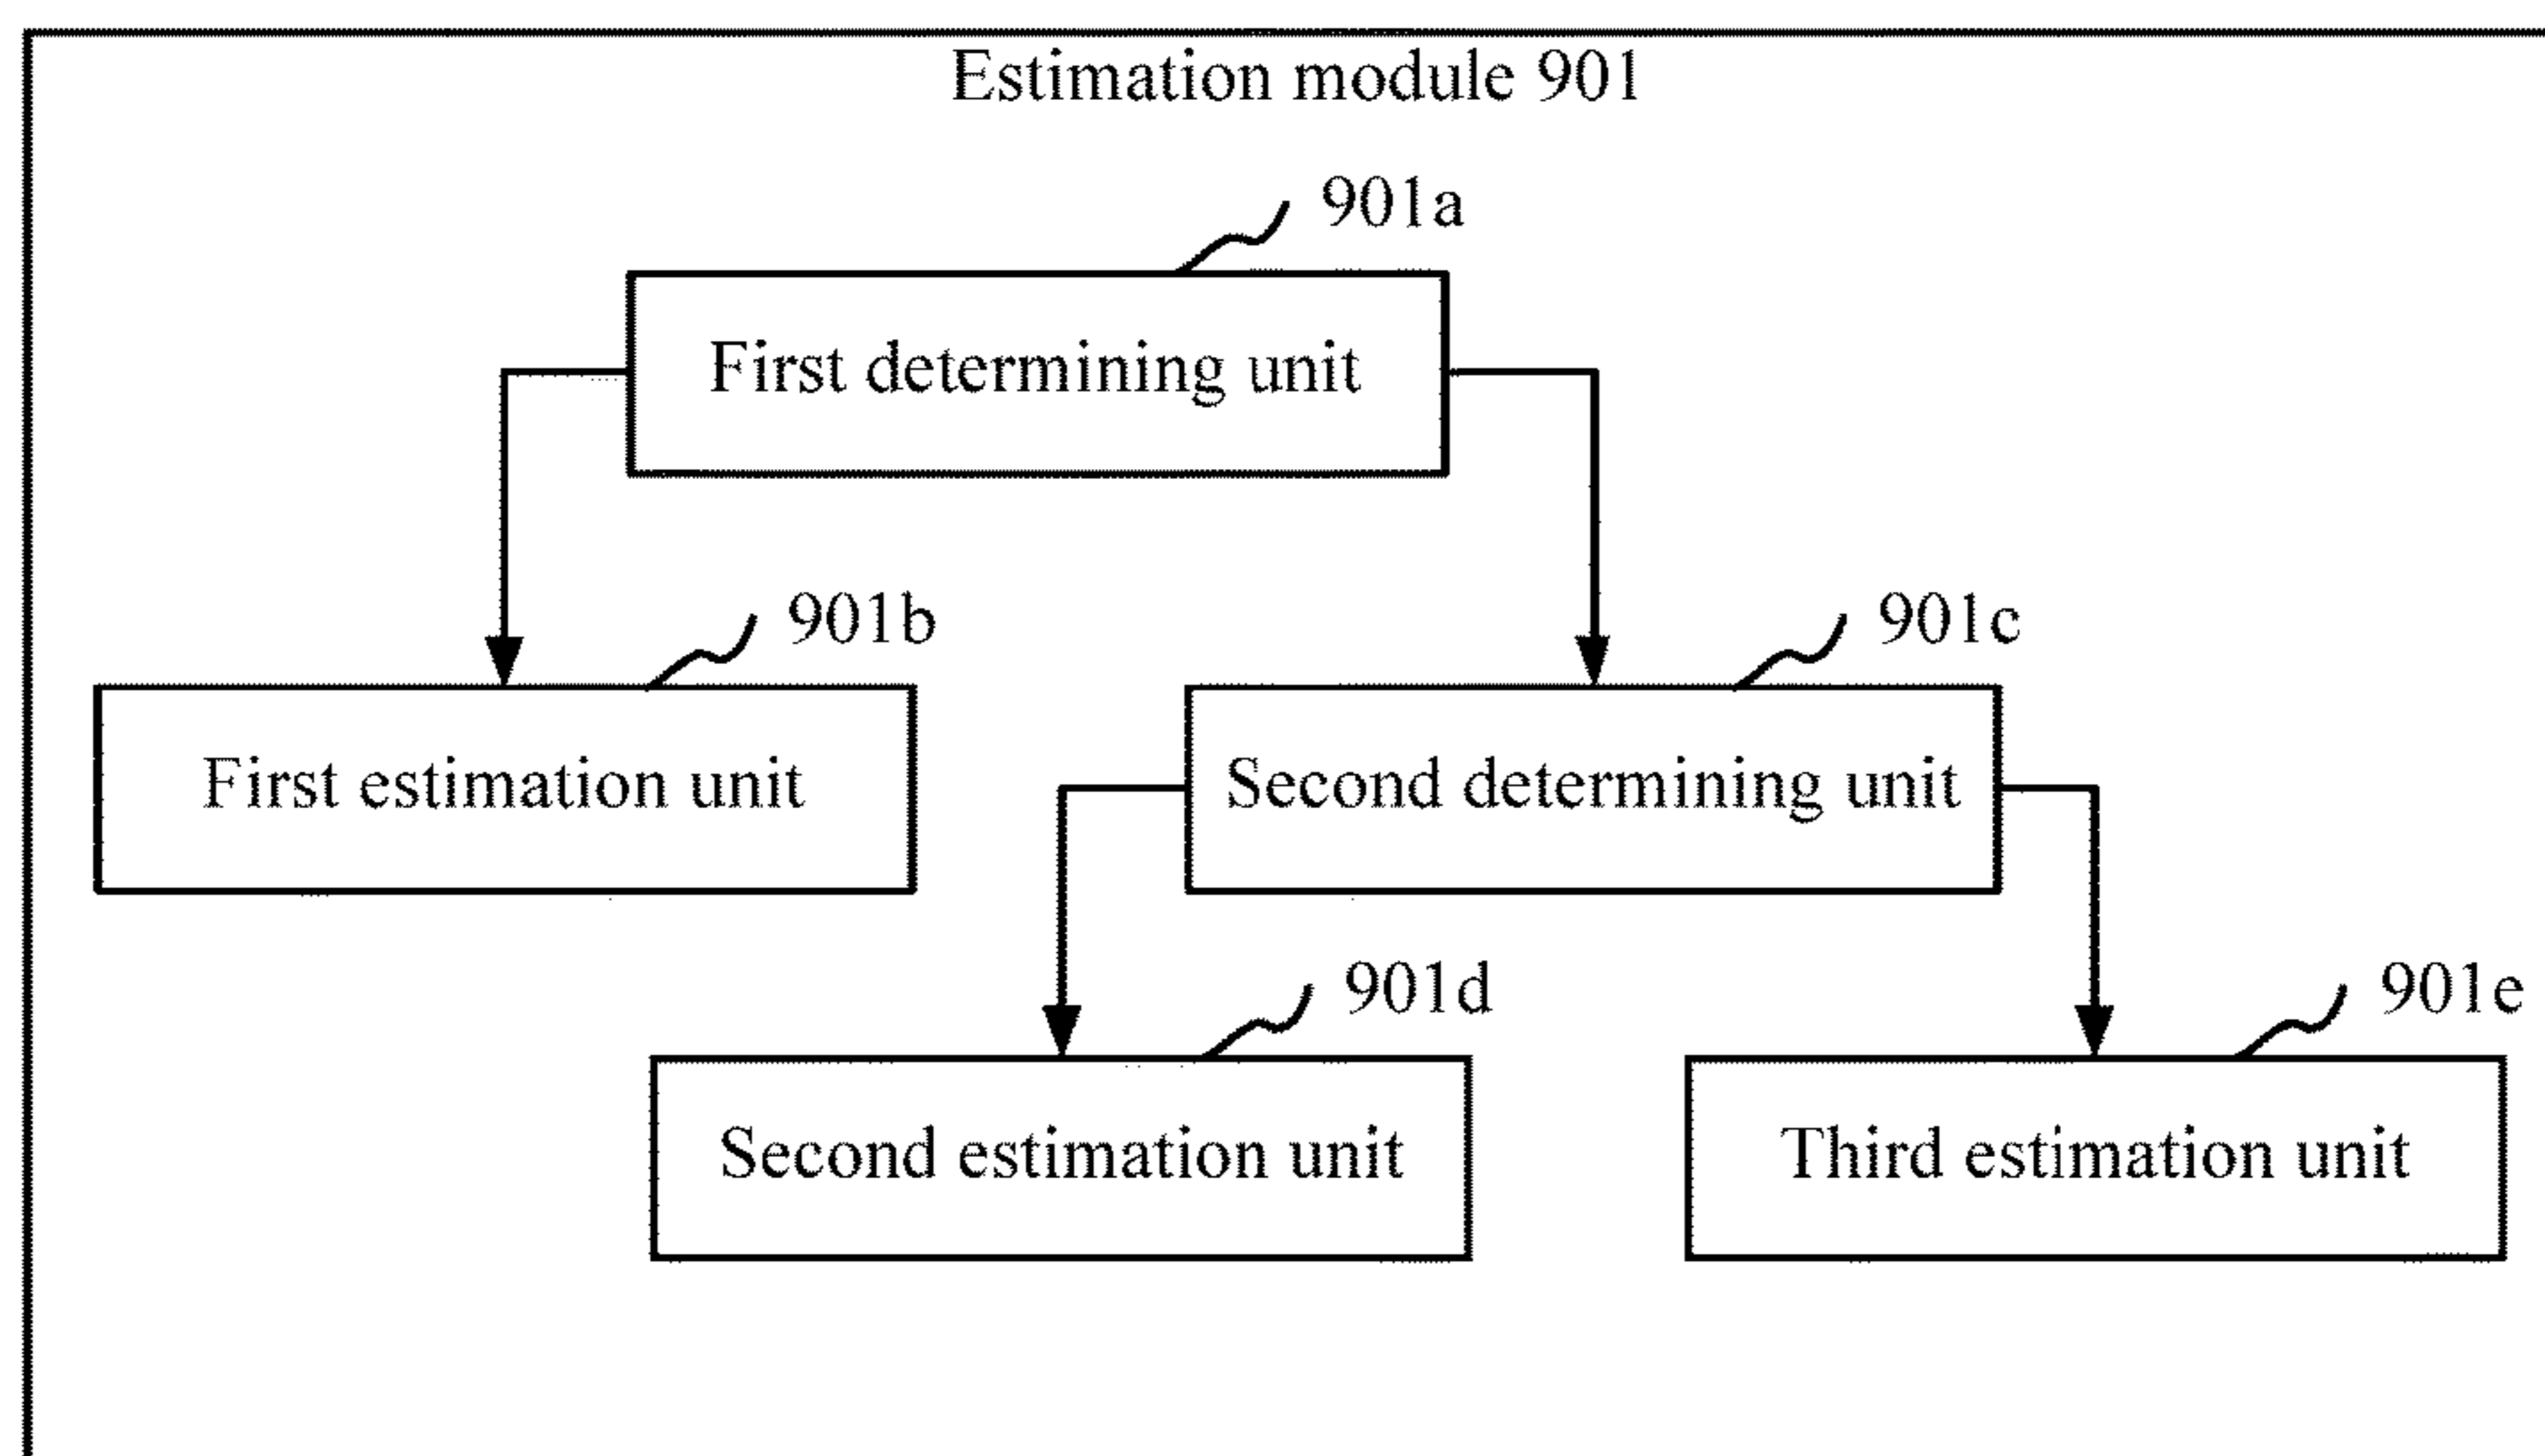 Estimation module 901
901a
First determining unit
901b
901c
First estimation unit
Second determining unit
901d
901e
Second estimation unit
Third estimation unit